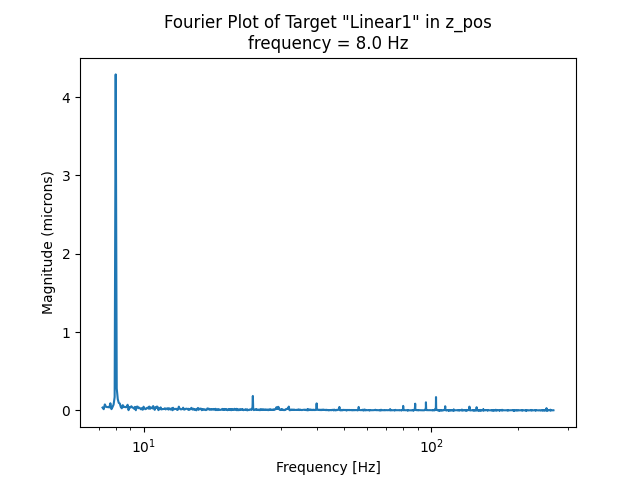 Fourier Plot of Target "Linear1" in z_pos
frequency = 8.0 Hz
Magnitude (microns)
4
3
2
1
0
10¹
10²
Frequency [Hz]